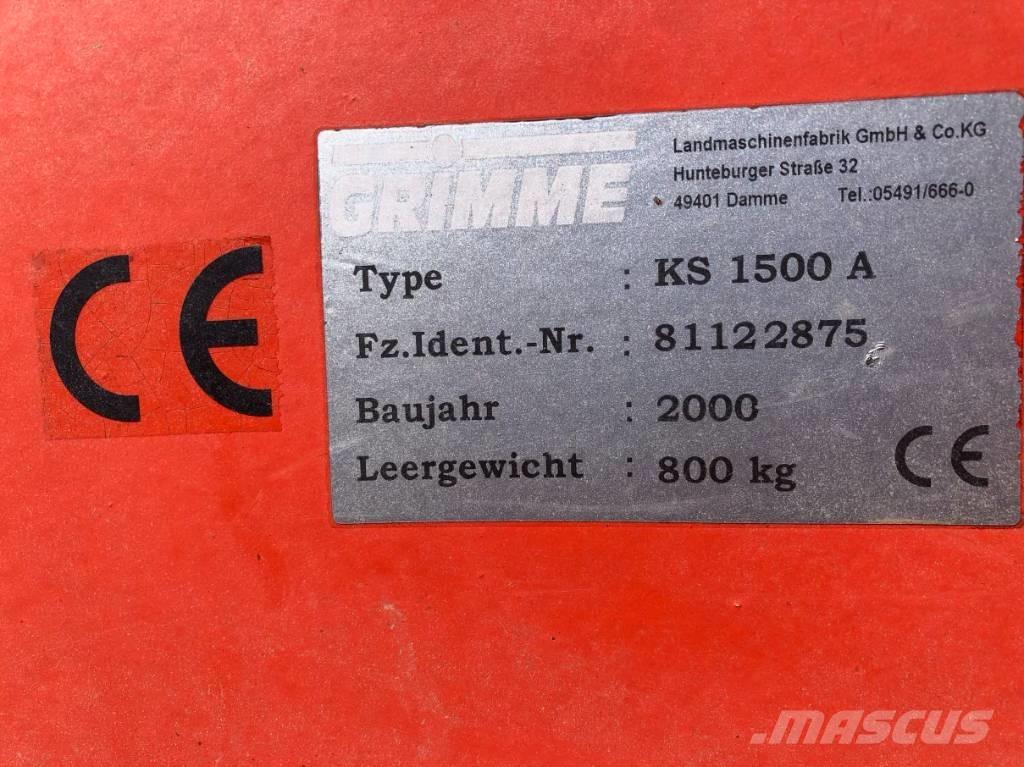 CE
GRIMME
Landmaschinenfabrik GmbH & Co.KG
Hunteburger Straße 32
49401 Damme Tel.:05491/666-0
Type : KS 1500 A
Fz.Ident.-Nr. : 81122875
Baujahr : 2000
Leergewicht : 800 kg
CE
MASCUS